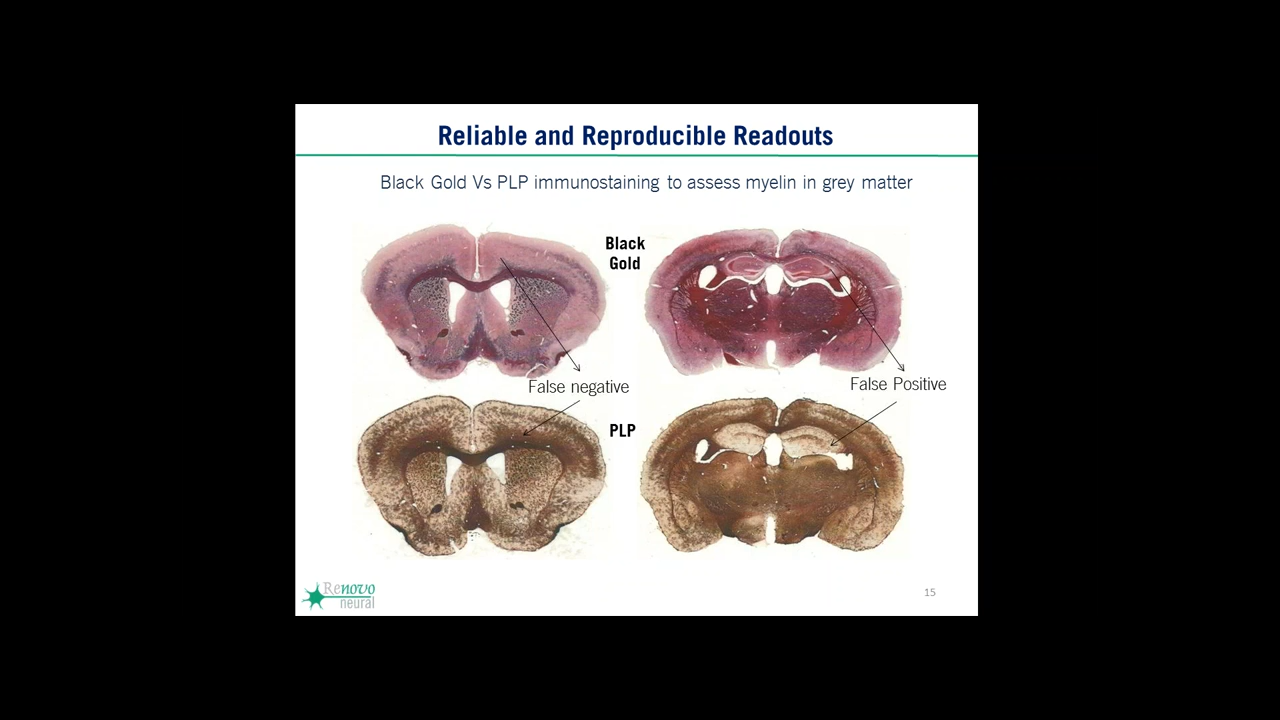 Reliable and Reproducible Readouts
Black Gold Vs PLP immunostaining to assess myelin in grey matter
Black
Gold
False negative
False Positive
PLP
Renovo
neural
15